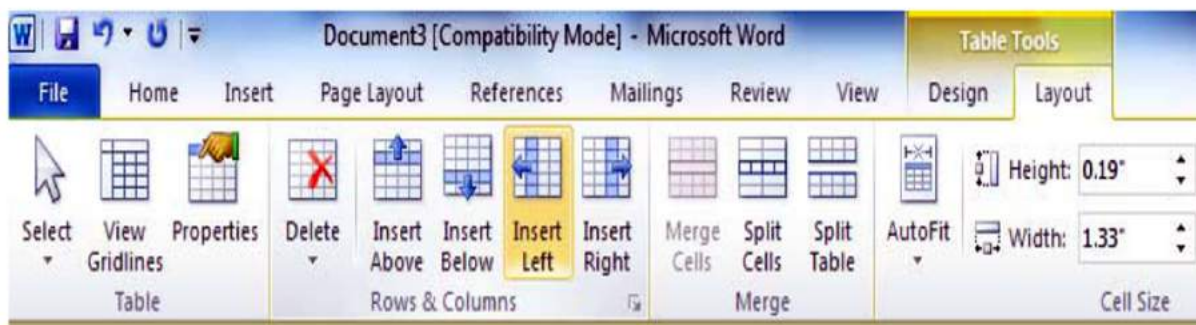 W Document3 [Compatibility Mode] - Microsoft Word Table Tools
File Home Insert Page Layout References Mailings Review View Design Layout
Select View Gridlines Properties Delete Insert Above Insert Below Insert Left Insert Right Merge Cells Split Cells Split Table AutoFit Height: 0.19" Width: 1.33"
Table Rows & Columns Merge Cell Size